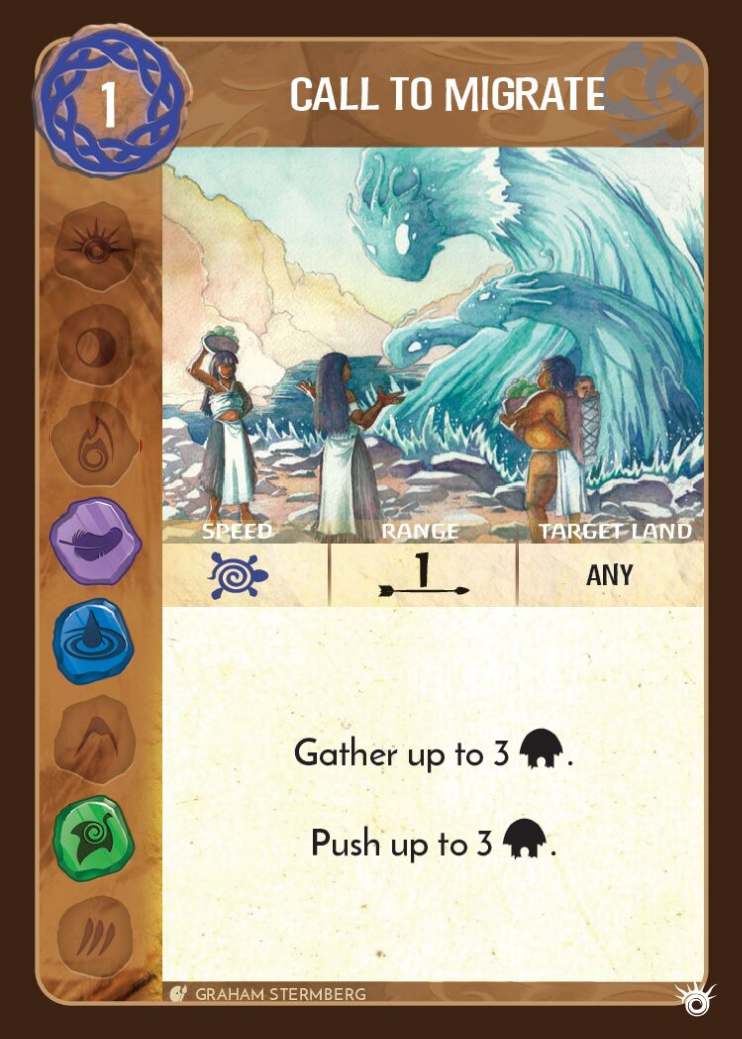 1
CALL TO MIGRATE
SPEED RANGE TARGET LAND
1 ANY
Gather up to 3 .
Push up to 3 .
GRAHAM STERMBERG